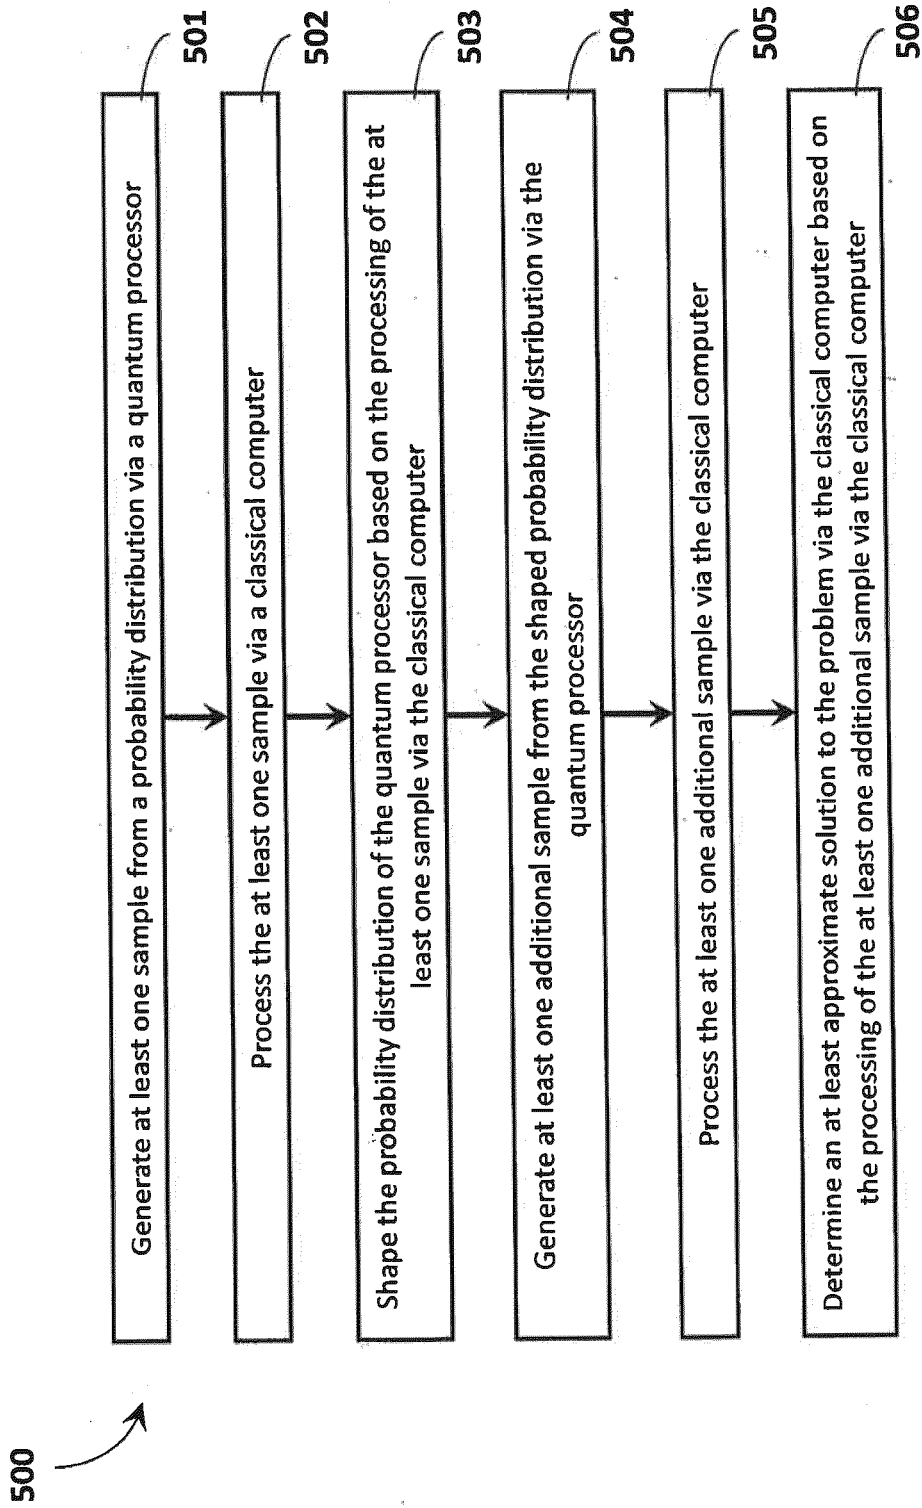 500
Generate at least one sample from a probability distribution via a quantum processor
501
Process the at least one sample via a classical computer
502
Shape the probability distribution of the quantum processor based on the processing of the at
least one sample via the classical computer
503
Generate at least one additional sample from the shaped probability distribution via the
quantum processor
504
Process the at least one additional sample via the classical computer
505
Determine an at least approximate solution to the problem via the classical computer based on
the processing of the at least one additional sample via the classical computer
506